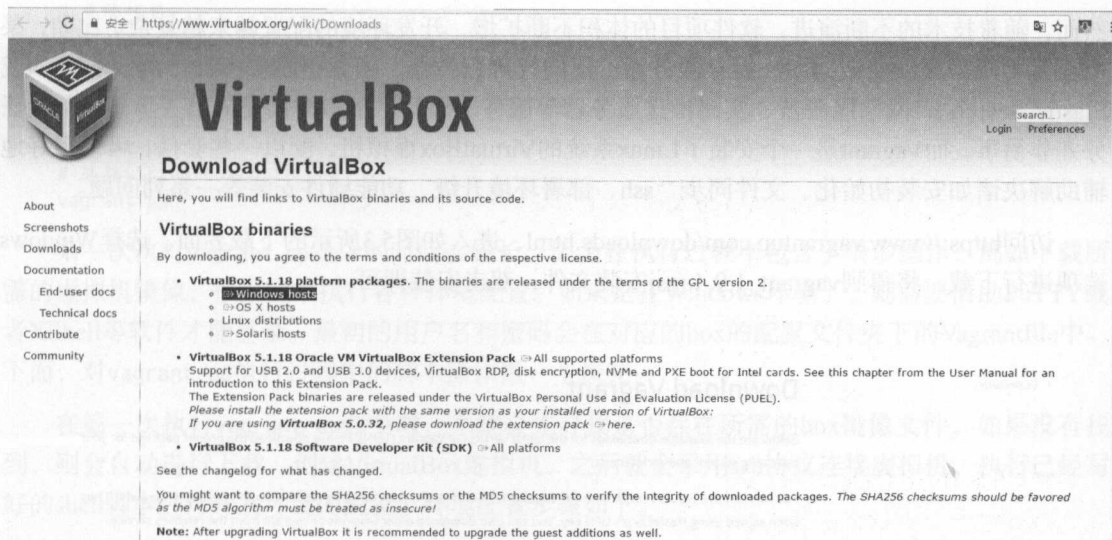 安全 | https://www.virtualbox.org/wiki/Downloads
ORACLE
VirtualBox
VirtualBox
search...
Login Preferences
Download VirtualBox
Here, you will find links to VirtualBox binaries and its source code.
About
Screenshots
Downloads
Documentation
End-user docs
Technical docs
Contribute
Community
VirtualBox binaries
By downloading, you agree to the terms and conditions of the respective license.
• VirtualBox 5.1.18 platform packages. The binaries are released under the terms of the GPL version 2.
Windows hosts
OS X hosts
Linux distributions
Solaris hosts
• VirtualBox 5.1.18 Oracle VM VirtualBox Extension Pack All supported platforms
Support for USB 2.0 and USB 3.0 devices, VirtualBox RDP, disk encryption, NVMe and PXE boot for Intel cards. See this chapter from the User Manual for an
introduction to this Extension Pack.
The Extension Pack binaries are released under the VirtualBox Personal Use and Evaluation License (PUEL).
Please install the extension pack with the same version as your installed version of VirtualBox:
If you are using VirtualBox 5.0.32, please download the extension pack here.
• VirtualBox 5.1.18 Software Developer Kit (SDK) All platforms
See the changelog for what has changed.
You might want to compare the SHA256 checksums or the MD5 checksums to verify the integrity of downloaded packages. The SHA256 checksums should be favored
as the MD5 algorithm must be treated as insecure!
Note: After upgrading VirtualBox it is recommended to upgrade the guest additions as well.